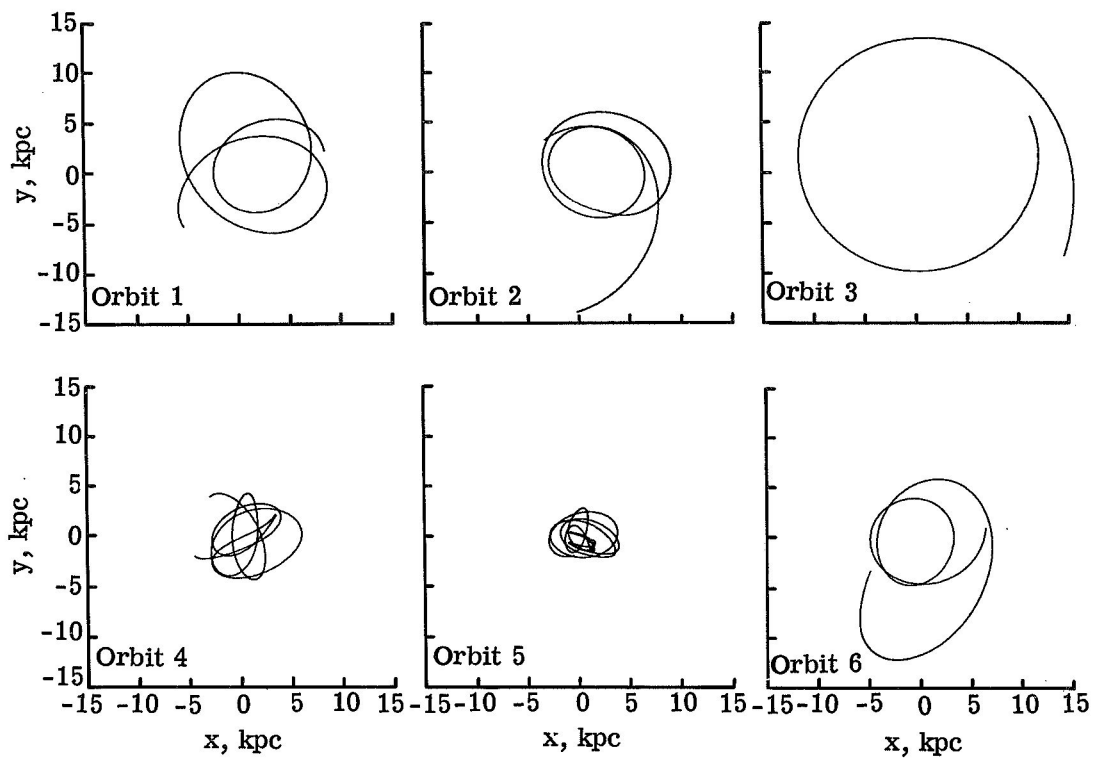 15
10
5
0
-5
-10
-15
y, kpc
Orbit 1
Orbit 2
Orbit 3
15
10
5
0
-5
-10
-15
y, kpc
Orbit 4
Orbit 5
Orbit 6
-15 -10 -5 0 5 10 15
-15 -10 -5 0 5 10 15
-15 -10 -5 0 5 10 15
x, kpc
x, kpc
x, kpc